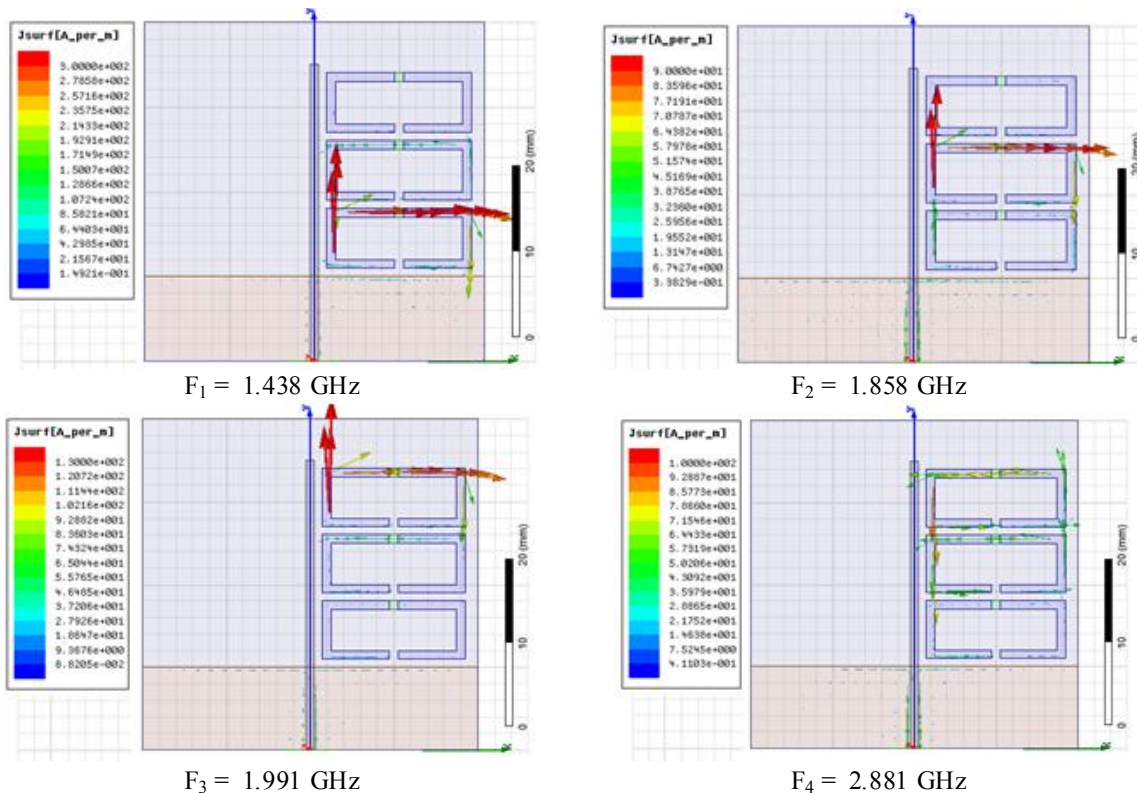 Jsurf[A_per_m]
3.0000e+002
2.7858e+002
2.5716e+002
2.3575e+002
2.1433e+002
1.9291e+002
1.7149e+002
1.5007e+002
1.2866e+002
1.0724e+002
8.5821e+001
6.4403e+001
4.2985e+001
2.1567e+001
1.4921e-001
0
10
20 (mm)
F₁ = 1.438 GHz
Jsurf[A_per_m]
9.0000e+001
8.3596e+001
7.7191e+001
7.0787e+001
6.4382e+001
5.7978e+001
5.1574e+001
4.5169e+001
3.8765e+001
3.2360e+001
2.5956e+001
1.9552e+001
1.3147e+001
6.7427e+000
3.3829e-001
0
10
20 (mm)
F₂ = 1.858 GHz
Jsurf[A_per_m]
1.3000e+002
1.2072e+002
1.1144e+002
1.0216e+002
9.2882e+001
8.3603e+001
7.4324e+001
6.5044e+001
5.5765e+001
4.6485e+001
3.7206e+001
2.7926e+001
1.8647e+001
9.3676e+000
8.8205e-002
0
10
20 (mm)
F₃ = 1.991 GHz
Jsurf[A_per_m]
1.0000e+002
9.2887e+001
8.5773e+001
7.8660e+001
7.1546e+001
6.4433e+001
5.7319e+001
5.0206e+001
4.3092e+001
3.5979e+001
2.8865e+001
2.1752e+001
1.4638e+001
7.5245e+000
4.1103e-001
0
10
20 (mm)
F₄ = 2.881 GHz